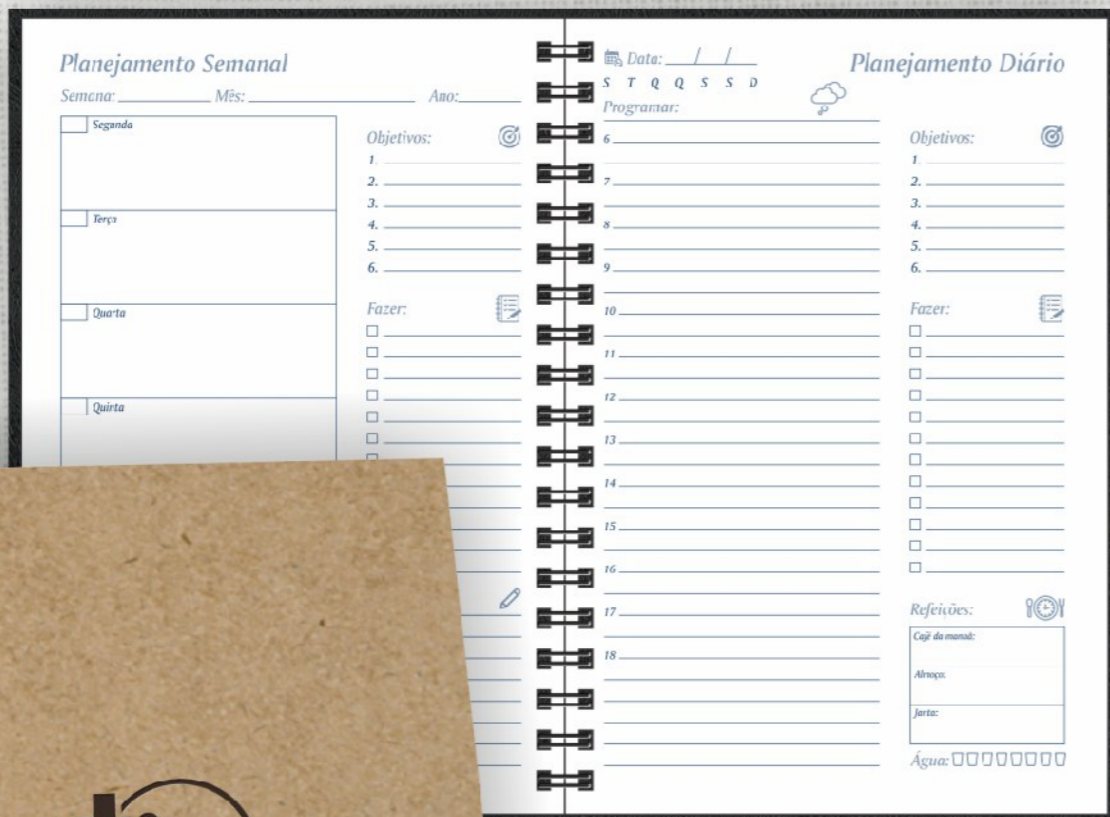 Planejamento Semanal
Semana: Mês: Ano:
Segunda
Terça
Quarta
Quinta
Objetivos:
1.
2.
3.
4.
5.
6.
Fazer:
Data: / /
S T Q Q S S D
Programar:
6
7
8
9
10
11
12
13
14
15
16
17
18
Planejamento Diário
Objetivos:
1.
2.
3.
4.
5.
6.
Fazer:
Refeições:
Café da manhã:
Almoço:
Janta:
Água: